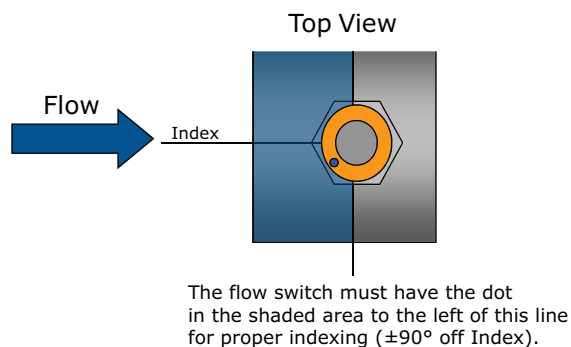 Top View
Flow
Index
The flow switch must have the dot
in the shaded area to the left of this line
for proper indexing (±90° off Index).